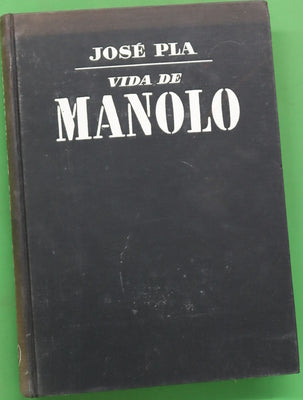 JOSÉ PLA
VIDA DE
MANOLO